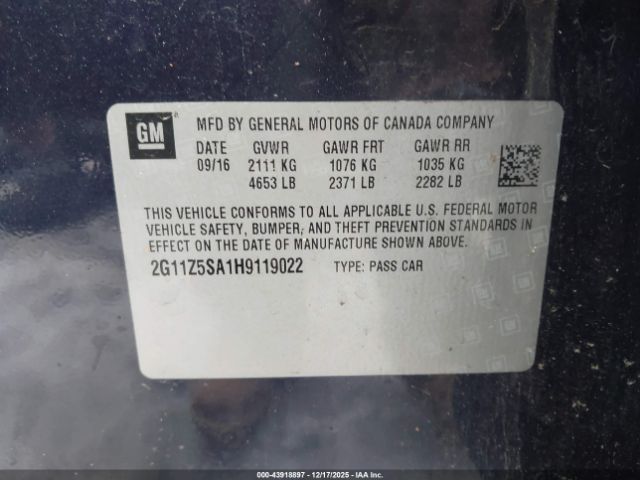 GM
MFD BY GENERAL MOTORS OF CANADA COMPANY
DATE GVWR GAWR FRT GAWR RR
09/16 2111 KG 1076 KG 1035 KG
4653 LB 2371 LB 2282 LB
THIS VEHICLE CONFORMS TO ALL APPLICABLE U.S. FEDERAL MOTOR
VEHICLE SAFETY, BUMPER, AND THEFT PREVENTION STANDARDS IN
EFFECT ON THE DATE OF MANUFACTURE SHOWN ABOVE.
2G11Z5SA1H9119022 TYPE: PASS CAR
000-43918897 - 12/17/2025 - IAA, Inc.